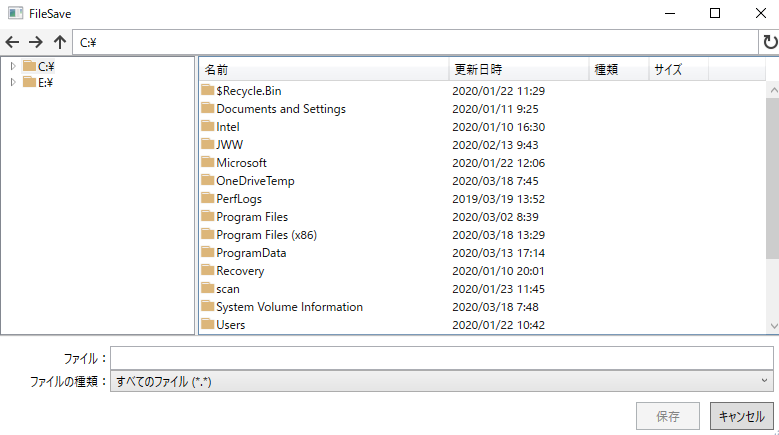 FileSave
C:¥
C:¥
E:¥
名前 更新日時 種類 サイズ
$Recycle.Bin 2020/01/22 11:29
Documents and Settings 2020/01/11 9:25
Intel 2020/01/10 16:30
JWW 2020/02/13 9:43
Microsoft 2020/01/22 12:06
OneDriveTemp 2020/03/18 7:45
PerfLogs 2019/03/19 13:52
Program Files 2020/03/02 8:39
Program Files (x86) 2020/03/18 13:29
ProgramData 2020/03/13 17:14
Recovery 2020/01/10 20:01
scan 2020/01/23 11:45
System Volume Information 2020/03/18 7:48
Users 2020/01/22 10:42
ファイル：
ファイルの種類： すべてのファイル (*.*)
保存 キャンセル